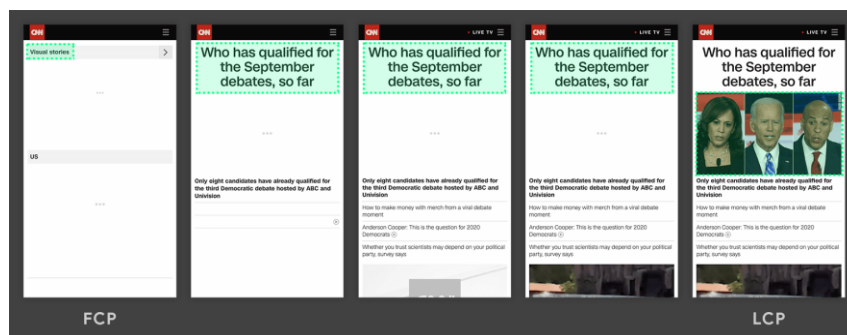 CNN
Visual stories
US
CNN
Who has qualified for
the September
debates, so far
Only eight candidates have already qualified for
the third Democratic debate hosted by ABC and
Univision
CNN
LIVE TV
Who has qualified for
the September
debates, so far
Only eight candidates have already qualified for
the third Democratic debate hosted by ABC and
Univision
How to make money with merch from a viral debate
moment
Anderson Cooper: This is the question for 2020
Democrats
Whether you trust scientists may depend on your political
party, survey says
CNN
LIVE TV
Who has qualified for
the September
debates, so far
Only eight candidates have already qualified for
the third Democratic debate hosted by ABC and
Univision
How to make money with merch from a viral debate
moment
Anderson Cooper: This is the question for 2020
Democrats
Whether you trust scientists may depend on your political
party, survey says
CNN
LIVE TV
Who has qualified for
the September
debates, so far
Only eight candidates have already qualified for
the third Democratic debate hosted by ABC and
Univision
How to make money with merch from a viral debate
moment
Anderson Cooper: This is the question for 2020
Democrats
Whether you trust scientists may depend on your political
party, survey says
FCP
LCP